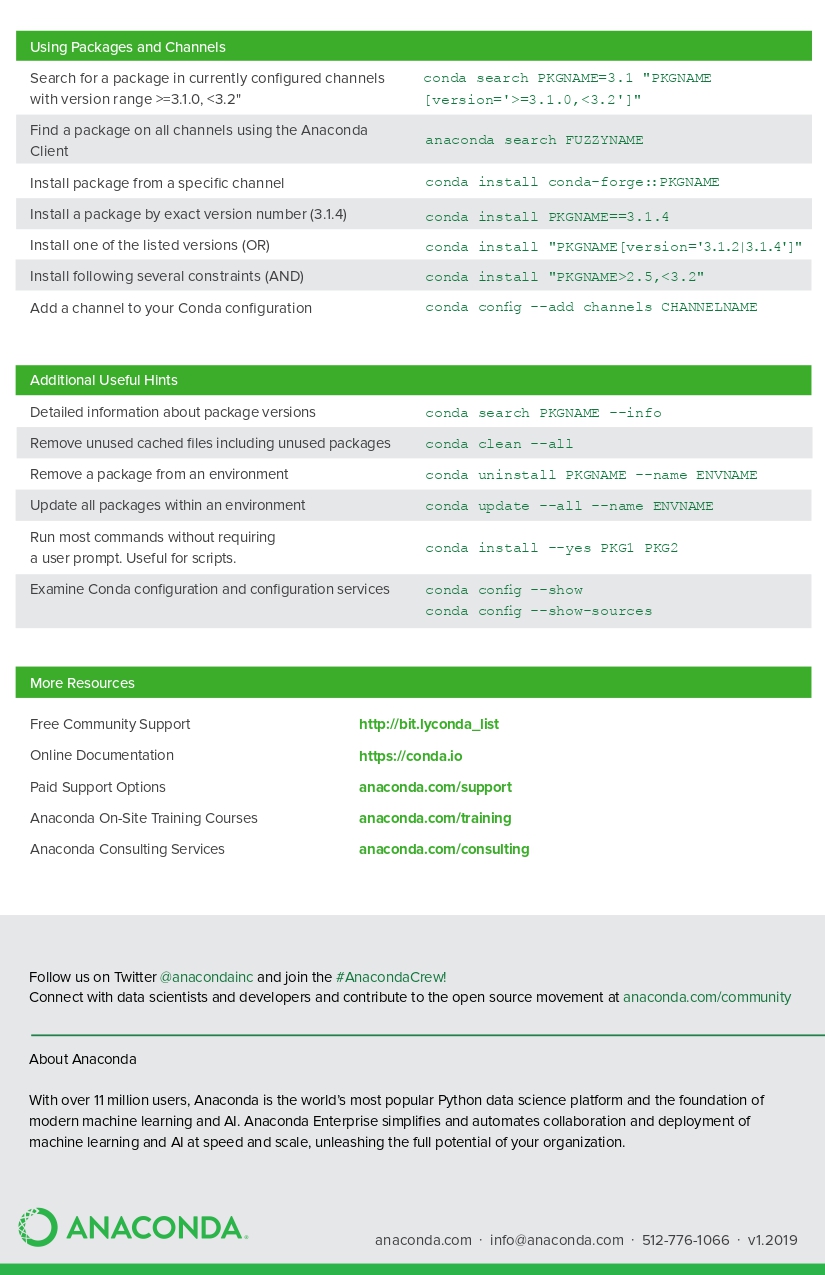 Using Packages and Channels
Search for a package in currently configured channels
with version range >=3.1.0, <3.2"
conda search PKGNAME=3.1 "PKGNAME
[version='>=3.1.0,<3.2']"
Find a package on all channels using the Anaconda
Client
anaconda search FUZZYNAME
Install package from a specific channel
conda install conda-forge::PKGNAME
Install a package by exact version number (3.1.4)
conda install PKGNAME==3.1.4
Install one of the listed versions (OR)
conda install "PKGNAME[version='3.1.2|3.1.4']"
Install following several constraints (AND)
conda install "PKGNAME>2.5,<3.2"
Add a channel to your Conda configuration
conda config --add channels CHANNELNAME
Additional Useful Hints
Detailed information about package versions
conda search PKGNAME --info
Remove unused cached files including unused packages
conda clean --all
Remove a package from an environment
conda uninstall PKGNAME --name ENVNAME
Update all packages within an environment
conda update --all --name ENVNAME
Run most commands without requiring
a user prompt. Useful for scripts.
conda install --yes PKG1 PKG2
Examine Conda configuration and configuration services
conda config --show
conda config --show-sources
More Resources
Free Community Support
http://bit.lyconda_list
Online Documentation
https://conda.io
Paid Support Options
anaconda.com/support
Anaconda On-Site Training Courses
anaconda.com/training
Anaconda Consulting Services
anaconda.com/consulting
Follow us on Twitter @anacondainc and join the #AnacondaCrew!
Connect with data scientists and developers and contribute to the open source movement at anaconda.com/community
About Anaconda
With over 11 million users, Anaconda is the world's most popular Python data science platform and the foundation of
modern machine learning and AI. Anaconda Enterprise simplifies and automates collaboration and deployment of
machine learning and AI at speed and scale, unleashing the full potential of your organization.
ANACONDA
anaconda.com · info@anaconda.com · 512-776-1066 · v1.2019